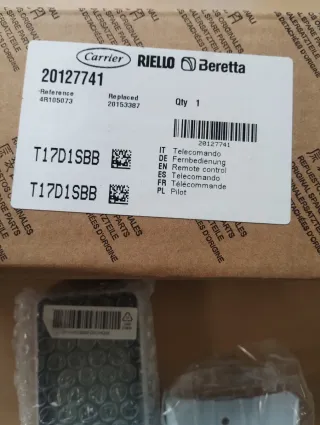 Carrier RIELLO Beretta
20127741
Reference Replaced
4R105073 20153387 Qty 1
20127741
T17D1SBB
T17D1SBB
IT Telecomando
DE Fernbedienung
EN Remote control
ES Telecomando
FR Télécommande
PL Pilot